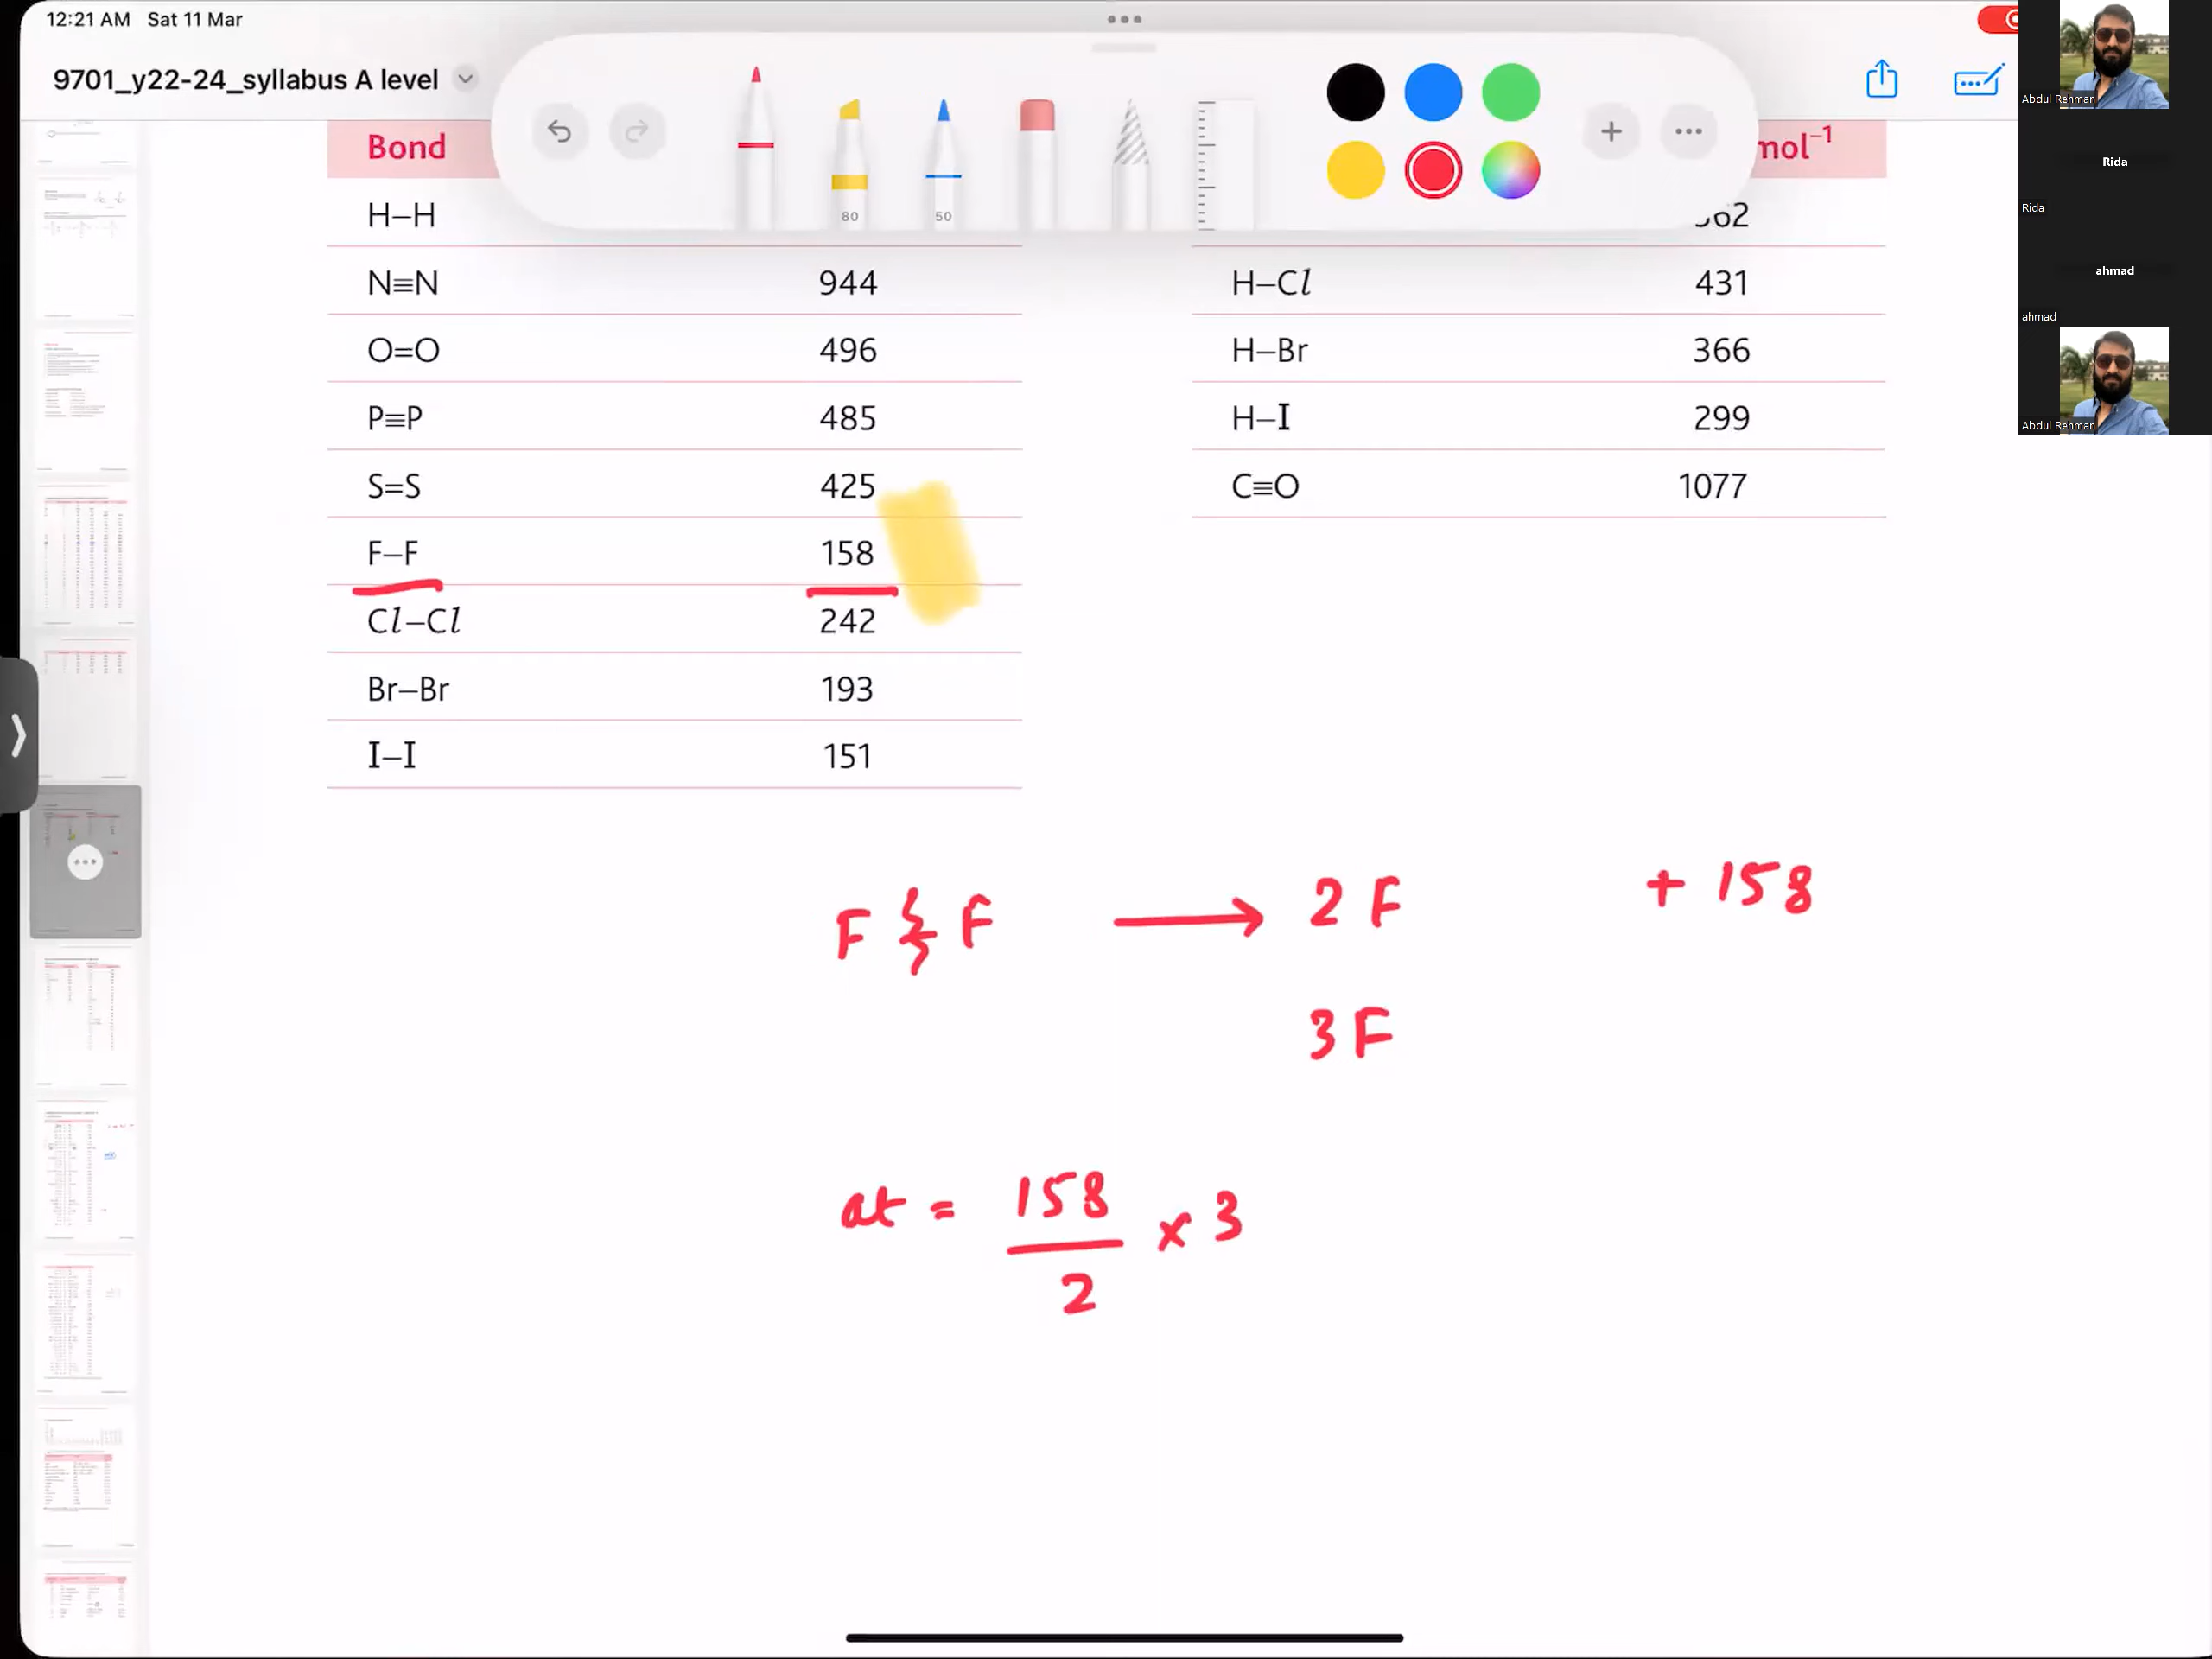 12:21 AM Sat 11 Mar
9701_y22-24_syllabus A level
80
50
Abdul Rehman
Rida
Rida
ahmad
ahmad
Abdul Rehman
Bond
mol⁻¹
H–H
N≡N 944
O=O 496
P≡P 485
S=S 425
F–F 158
Cl–Cl 242
Br–Br 193
I–I 151
H–Cl 431
H–Br 366
H–I 299
C≡O 1077
F F → 2 F + 158
3 F
at = 158/2 × 3